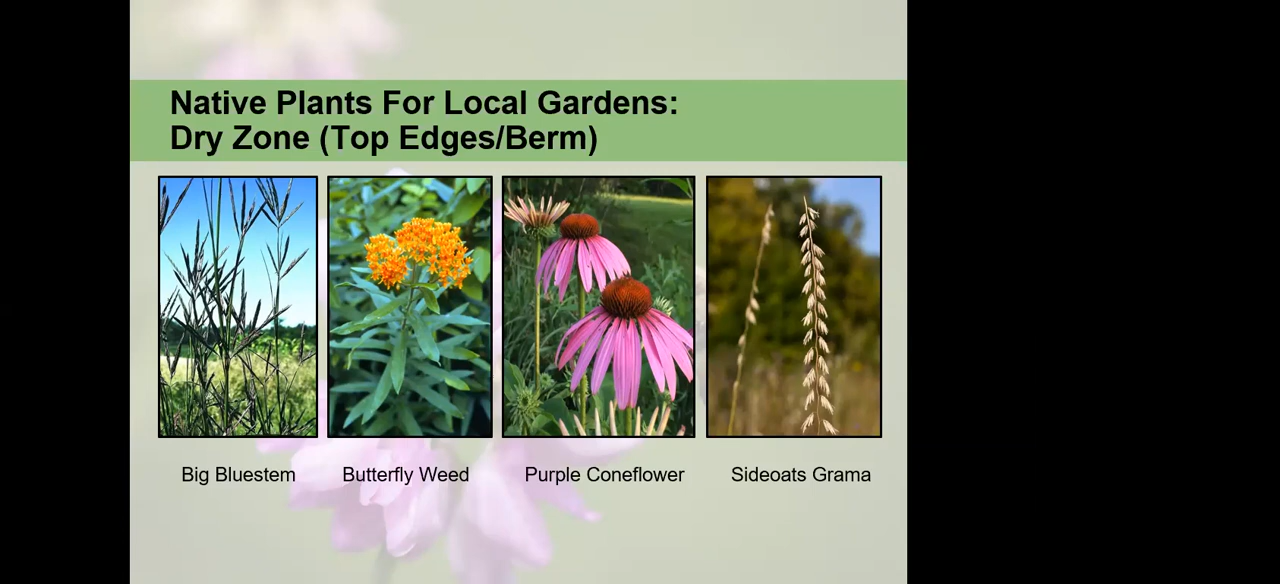 Native Plants For Local Gardens:
Dry Zone (Top Edges/Berm)
Big Bluestem
Butterfly Weed
Purple Coneflower
Sideoats Grama